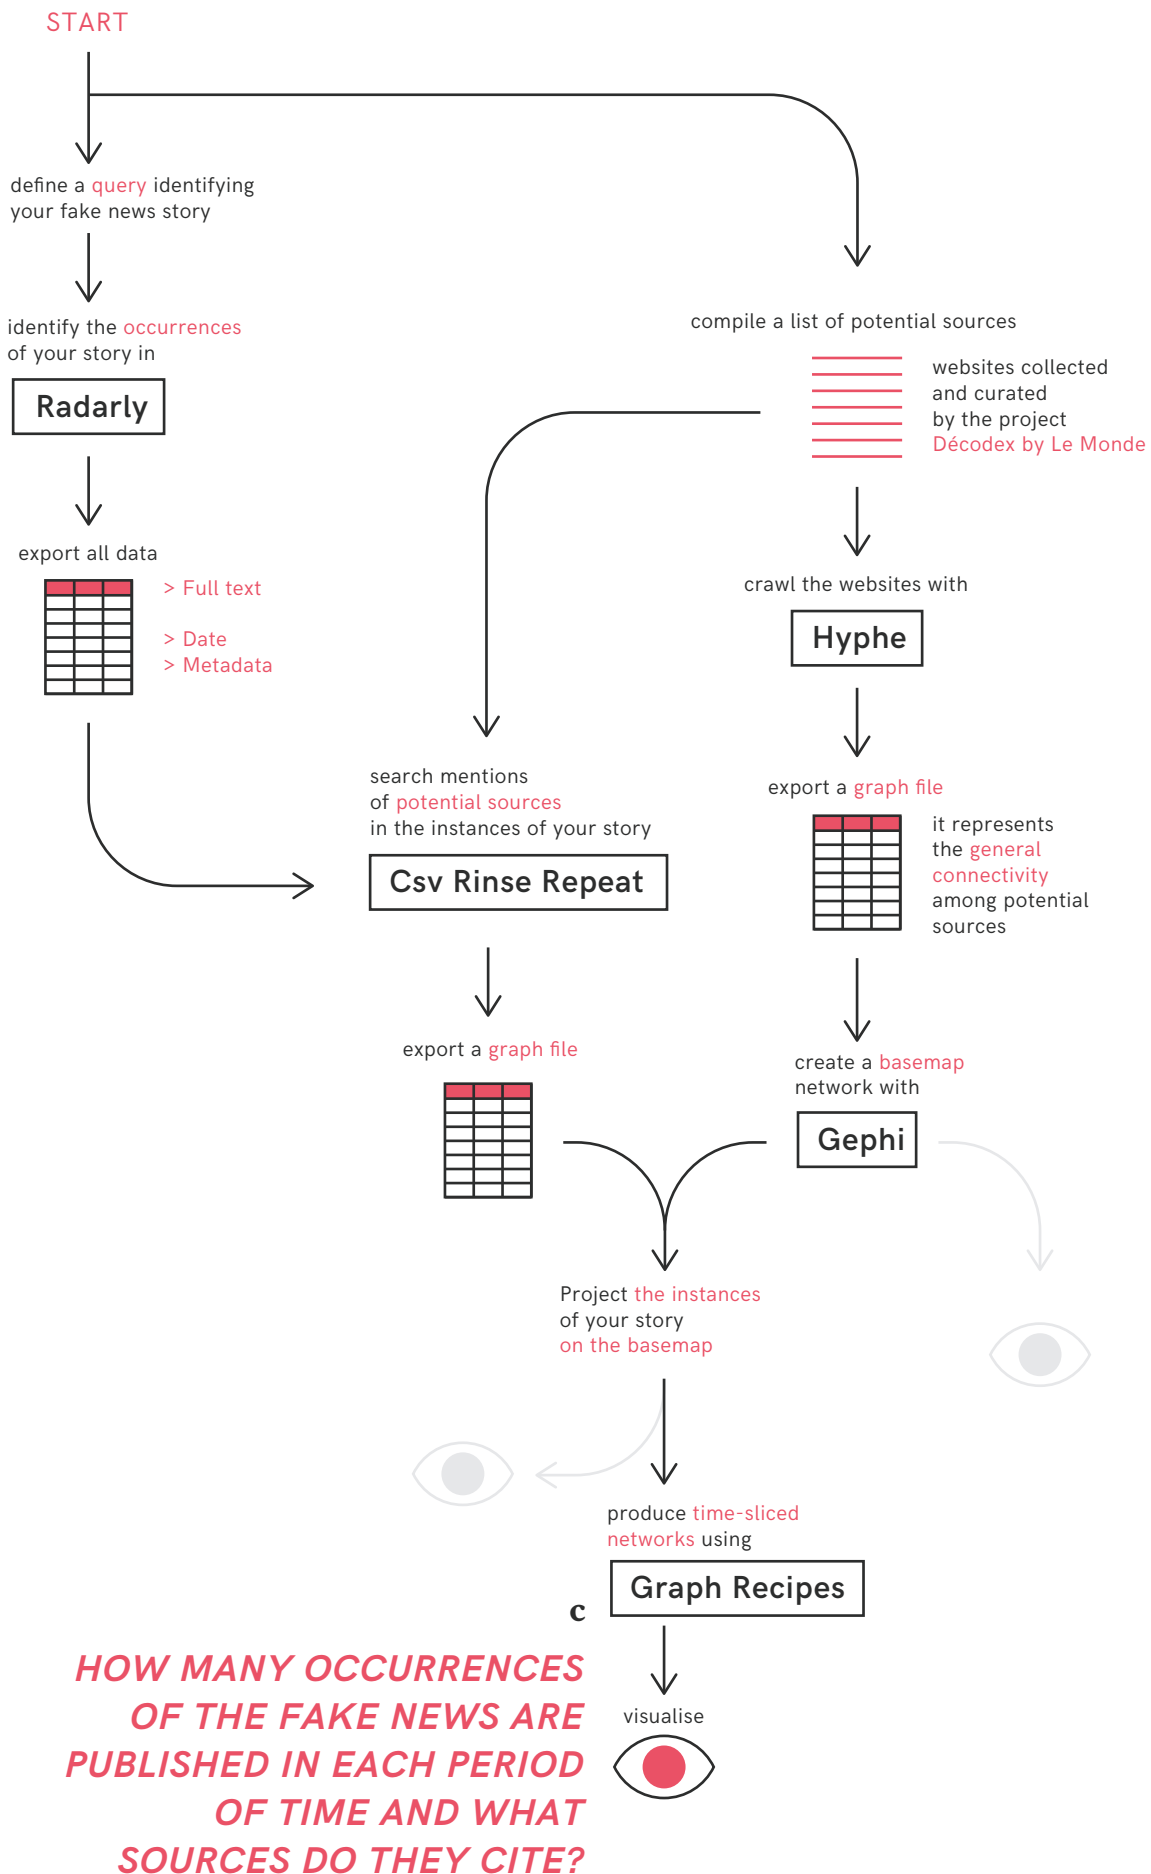 START
define a query identifying
your fake news story
identify the occurrences
of your story in
Radarly
export all data
> Full text
> Date
> Metadata
compile a list of potential sources
websites collected
and curated
by the project
Décodex by Le Monde
crawl the websites with
Hyphe
search mentions
of potential sources
in the instances of your story
Csv Rinse Repeat
export a graph file
it represents
the general
connectivity
among potential
sources
export a graph file
create a basemap
network with
Gephi
Project the instances
of your story
on the basemap
produce time-sliced
networks using
Graph Recipes
c
HOW MANY OCCURRENCES
OF THE FAKE NEWS ARE
PUBLISHED IN EACH PERIOD
OF TIME AND WHAT
SOURCES DO THEY CITE?
visualise